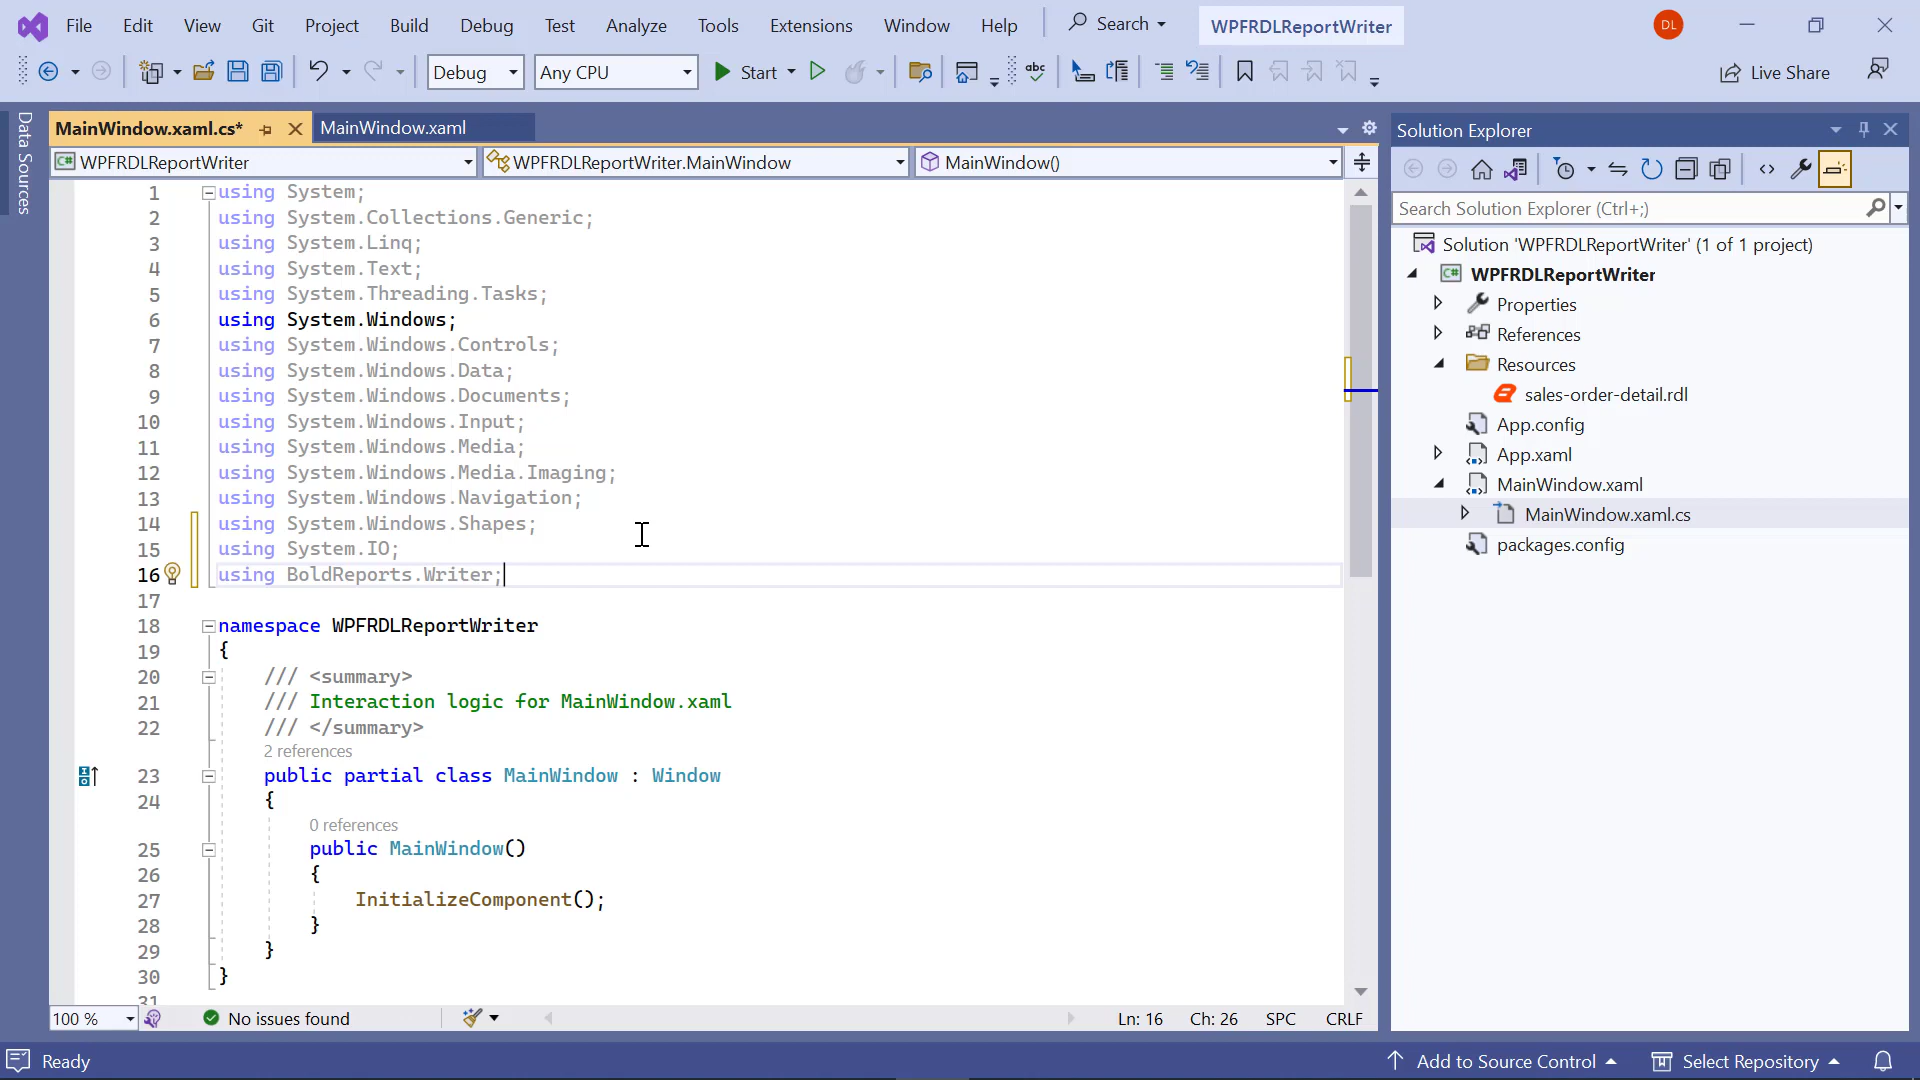 File Edit View Git Project Build Debug Test Analyze Tools Extensions Window Help Search WPFRDLReportWriter DL
Debug Any CPU Start abc Live Share
Data Sources
MainWindow.xaml.cs* MainWindow.xaml
C# WPFRDLReportWriter WPFRDLReportWriter.MainWindow MainWindow()
1 using System;
2 using System.Collections.Generic;
3 using System.Linq;
4 using System.Text;
5 using System.Threading.Tasks;
6 using System.Windows;
7 using System.Windows.Controls;
8 using System.Windows.Data;
9 using System.Windows.Documents;
10 using System.Windows.Input;
11 using System.Windows.Media;
12 using System.Windows.Media.Imaging;
13 using System.Windows.Navigation;
14 using System.Windows.Shapes;
15 using System.IO;
16 using BoldReports.Writer;
17
18 namespace WPFRDLReportWriter
19 {
20 /// <summary>
21 /// Interaction logic for MainWindow.xaml
22 /// </summary>
2 references
23 public partial class MainWindow : Window
24 {
0 references
25 public MainWindow()
26 {
27 InitializeComponent();
28 }
29 }
30 }
31
100 % No issues found Ln: 16 Ch: 26 SPC CRLF
Solution Explorer
Search Solution Explorer (Ctrl+;)
Solution 'WPFRDLReportWriter' (1 of 1 project)
C# WPFRDLReportWriter
Properties
References
Resources
sales-order-detail.rdl
App.config
App.xaml
MainWindow.xaml
MainWindow.xaml.cs
packages.config
Ready Add to Source Control Select Repository